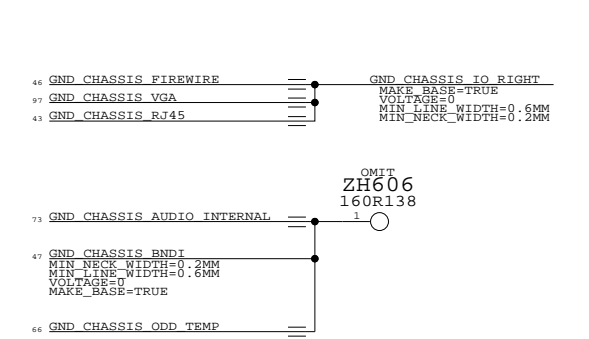 46 GND_CHASSIS_FIREWIRE
GND_CHASSIS_IO_RIGHT
MAKE_BASE=TRUE
97 GND_CHASSIS_VGA
VOLTAGE=0
MIN_LINE_WIDTH=0.6MM
43 GND_CHASSIS_RJ45
MIN_NECK_WIDTH=0.2MM
OMIT
ZH606
160R138
73 GND_CHASSIS_AUDIO_INTERNAL
1
47 GND_CHASSIS_BNDI
MIN_NECK_WIDTH=0.2MM
MIN_LINE_WIDTH=0.6MM
VOLTAGE=0
MAKE_BASE=TRUE
66 GND_CHASSIS_ODD_TEMP